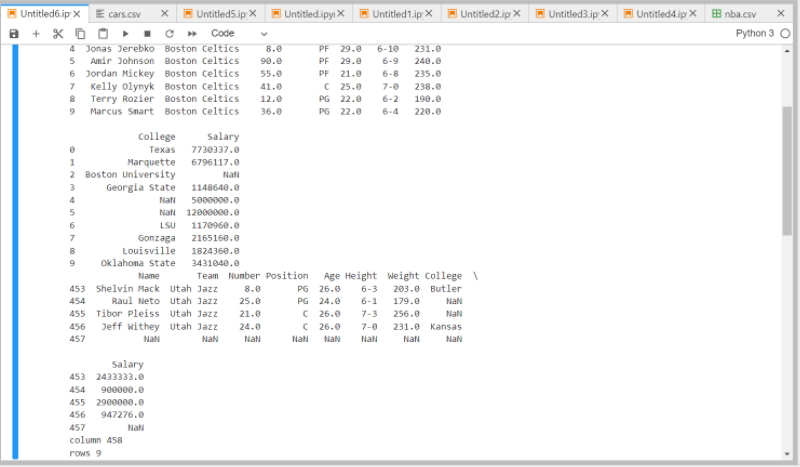 Untitled6.ip
cars.csv
Untitled5.ip
Untitled.ipyı
Untitled1.ip
Untitled2.ip
Untitled3.ip
Untitled4.ip
nba.csv
Code
Python 3
4 Jonas Jerebko Boston Celtics 8.0 PF 29.0 6-10 231.0
5 Amir Johnson Boston Celtics 90.0 PF 29.0 6-9 240.0
6 Jordan Mickey Boston Celtics 55.0 PF 21.0 6-8 235.0
7 Kelly Olynyk Boston Celtics 41.0 C 25.0 7-0 238.0
8 Terry Rozier Boston Celtics 12.0 PG 22.0 6-2 190.0
9 Marcus Smart Boston Celtics 36.0 PG 22.0 6-4 220.0
College Salary
0 Texas 7730337.0
1 Marquette 6796117.0
2 Boston University NaN
3 Georgia State 1148640.0
4 NaN 5000000.0
5 NaN 12000000.0
6 LSU 1170960.0
7 Gonzaga 2165160.0
8 Louisville 1824360.0
9 Oklahoma State 3431040.0
Name Team Number Position Age Height Weight College \
453 Shelvin Mack Utah Jazz 8.0 PG 26.0 6-3 203.0 Butler
454 Raul Neto Utah Jazz 25.0 PG 24.0 6-1 179.0 NaN
455 Tibor Pleiss Utah Jazz 21.0 C 26.0 7-3 256.0 NaN
456 Jeff Withey Utah Jazz 24.0 C 26.0 7-0 231.0 Kansas
457 NaN NaN NaN NaN NaN NaN NaN NaN
Salary
453 2433333.0
454 900000.0
455 2900000.0
456 947276.0
457 NaN
column 458
rows 9